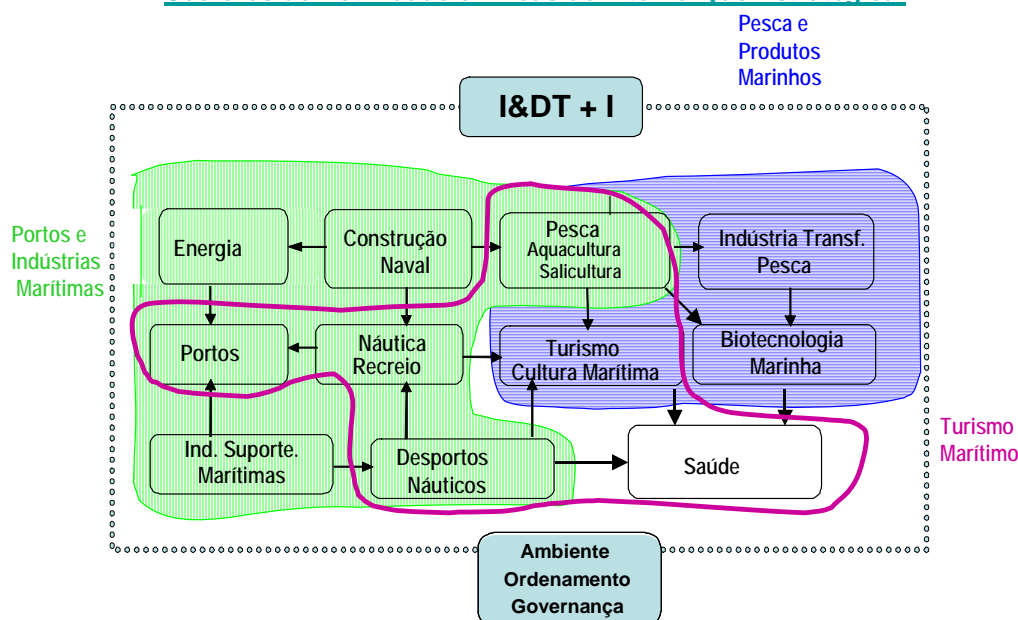 Pesca e
Produtos
Marinhos
I&DT + I
Portos e
Indústrias
Marítimas
Energia
Construção
Naval
Pesca
Aquacultura
Salicultura
Indústria Transf.
Pesca
Portos
Náutica
Recreio
Turismo
Cultura Marítima
Biotecnologia
Marinha
Ind. Suporte.
Marítimas
Desportos
Náuticos
Saúde
Turismo
Marítimo
Ambiente
Ordenamento
Governança